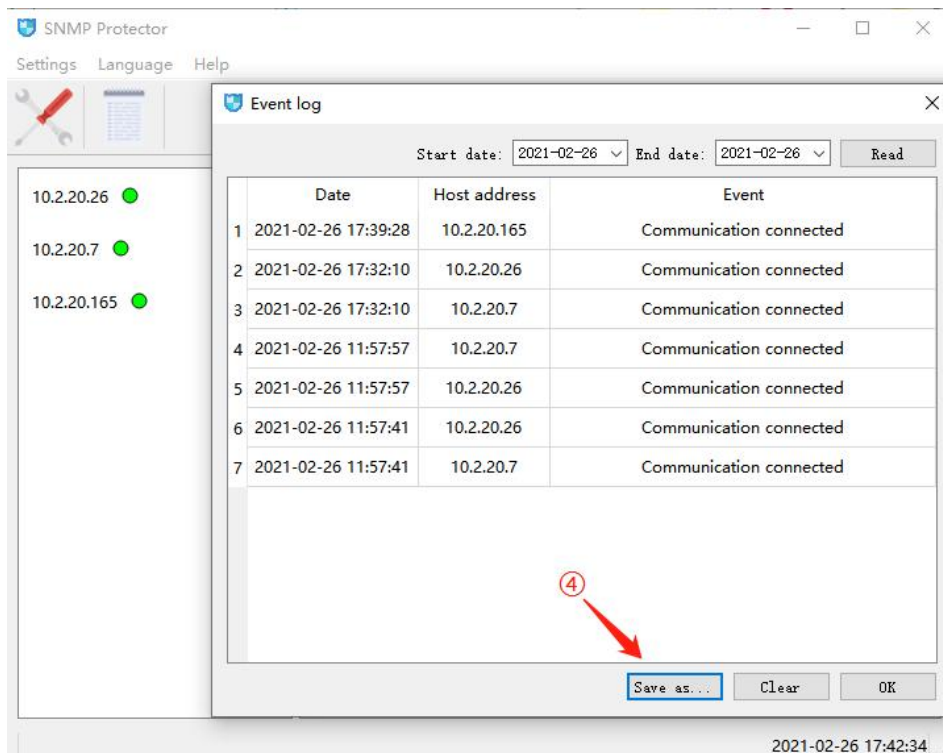 SNMP Protector
Settings Language Help
Event log
Start date: 2021-02-26 End date: 2021-02-26 Read
10.2.20.26
10.2.20.7
10.2.20.165
Date Host address Event
1 2021-02-26 17:39:28 10.2.20.165 Communication connected
2 2021-02-26 17:32:10 10.2.20.26 Communication connected
3 2021-02-26 17:32:10 10.2.20.7 Communication connected
4 2021-02-26 11:57:57 10.2.20.7 Communication connected
5 2021-02-26 11:57:57 10.2.20.26 Communication connected
6 2021-02-26 11:57:41 10.2.20.26 Communication connected
7 2021-02-26 11:57:41 10.2.20.7 Communication connected
④
Save as... Clear OK
2021-02-26 17:42:34